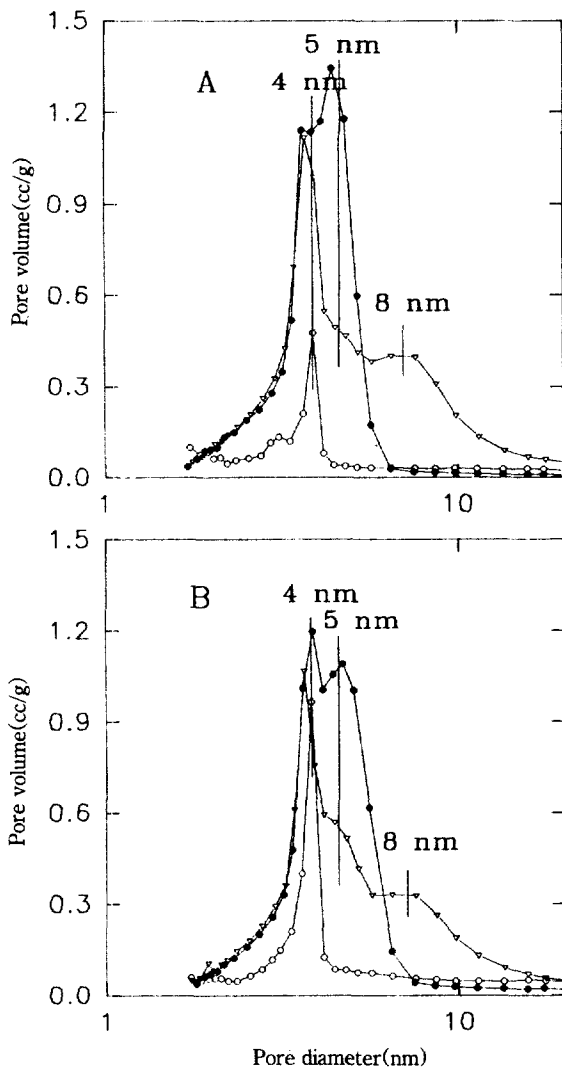 1.5
5 nm
A
4 nm
1.2
0.9
Pore volume(cc/g)
0.6
8 nm
0.3
0.0
1
10
1.5
B
4 nm
5 nm
1.2
0.9
Pore volume(cc/g)
0.6
8 nm
0.3
0.0
1
10
Pore diameter(nm)